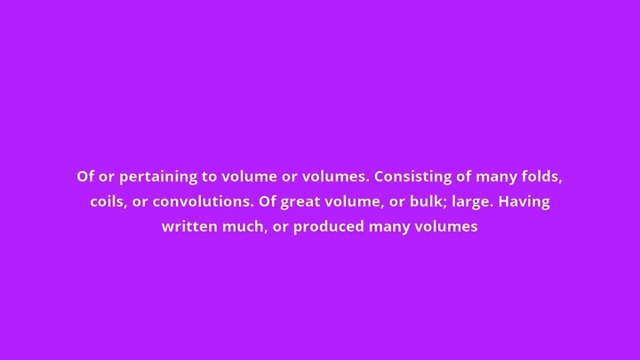 Of or pertaining to volume or volumes. Consisting of many folds,
coils, or convolutions. Of great volume, or bulk; large. Having
written much, or produced many volumes